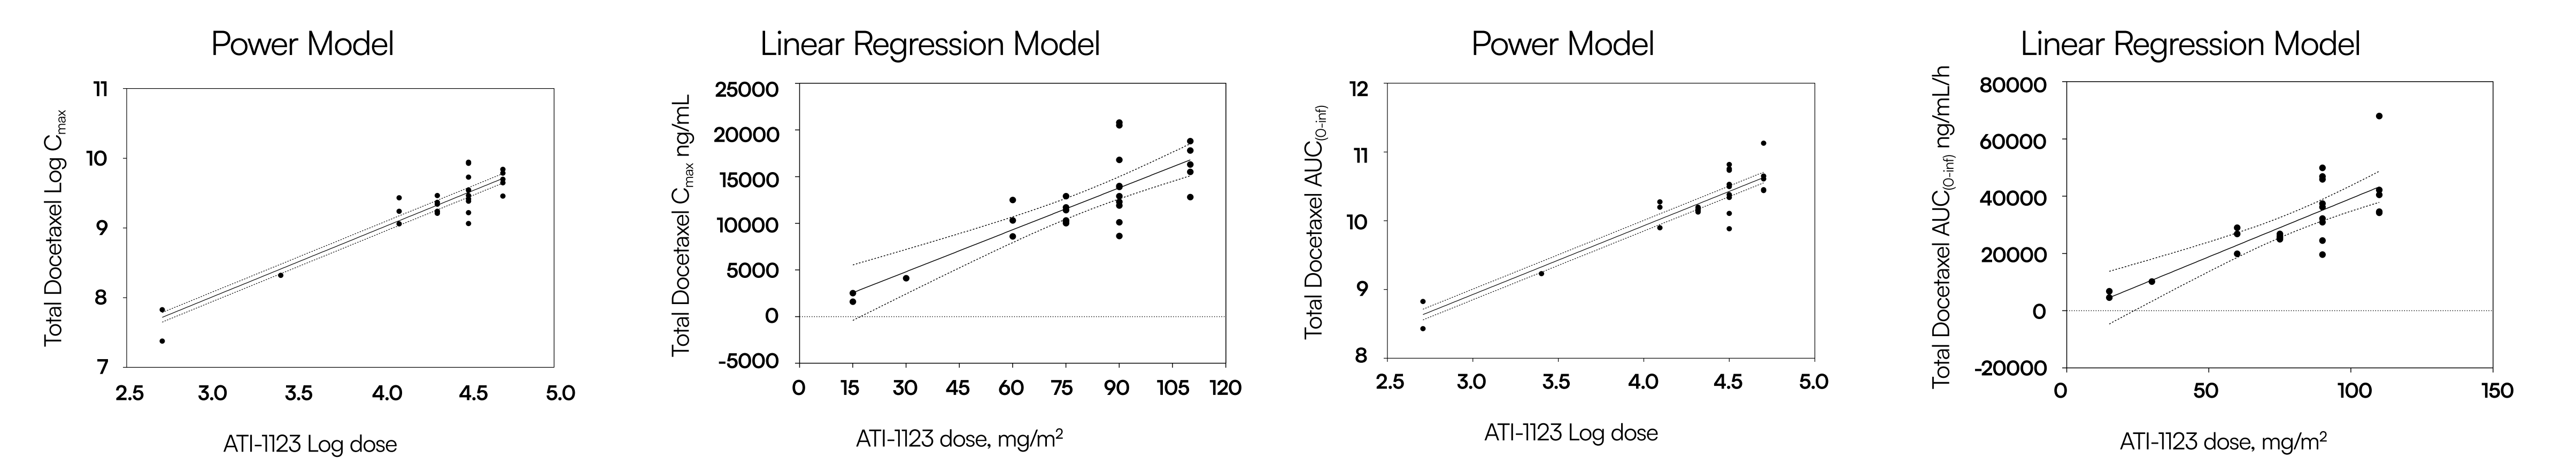 Power Model
Total Docetaxel Log Cmax
11
10
9
8
7
2.5 3.0 3.5 4.0 4.5 5.0
ATI-1123 Log dose
Linear Regression Model
Total Docetaxel Cmax ng/mL
25000
20000
15000
10000
5000
0
-5000
0 15 30 45 60 75 90 105 120
ATI-1123 dose, mg/m²
Power Model
Total Docetaxel AUC(0-inf)
12
11
10
9
8
2.5 3.0 3.5 4.0 4.5 5.0
ATI-1123 Log dose
Linear Regression Model
Total Docetaxel AUC(0-inf) ng/mL/h
80000
60000
40000
20000
0
-20000
0 50 100 150
ATI-1123 dose, mg/m²